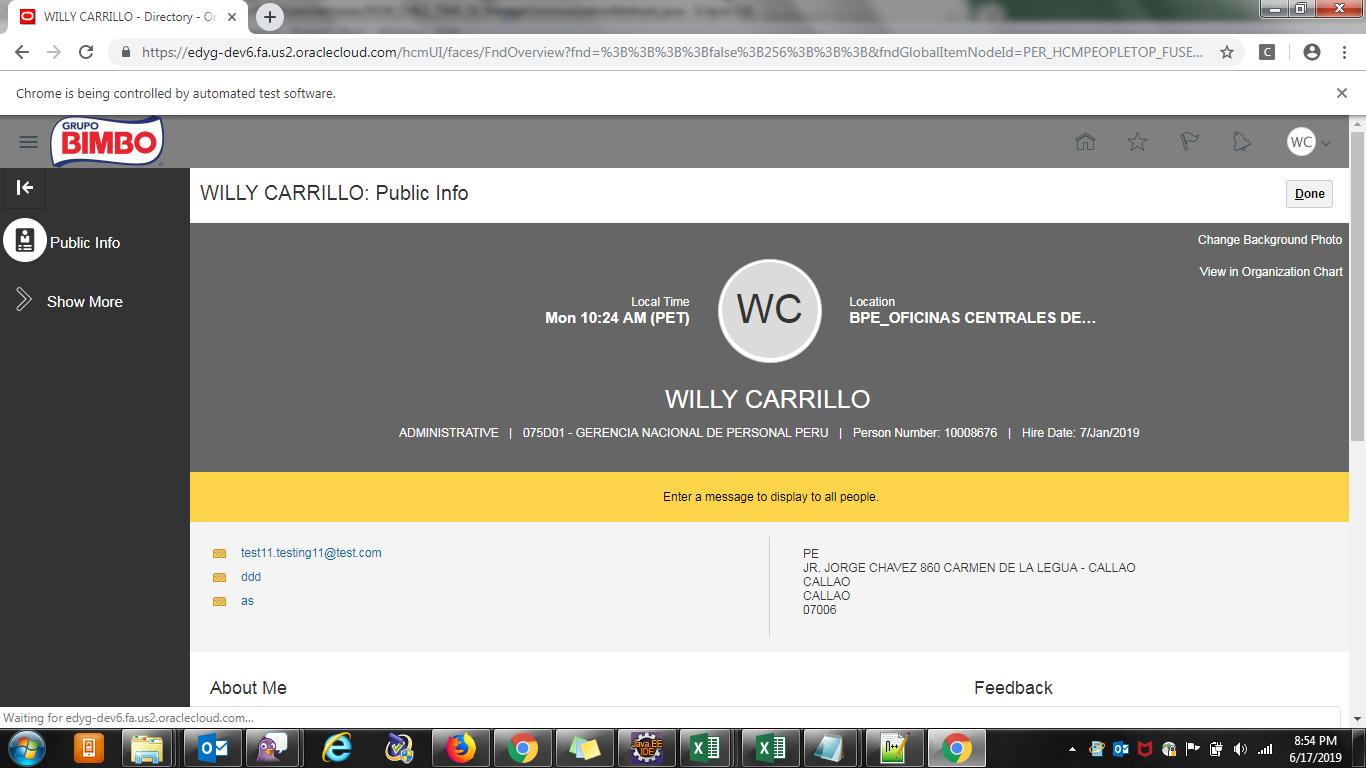 WILLY CARRILLO - Directory - Or
https://edyg-dev6.fa.us2.oraclecloud.com/hcmUI/faces/FndOverview?fnd=%3B%3B%3B%3Bfalse%3B256%3B%3B%3B&fndGlobalItemNodeId=PER_HCMPEOPLETOP_FUSE...
C
Chrome is being controlled by automated test software.
GRUPO
BIMBO
WC
WILLY CARRILLO: Public Info
Done
Public Info
Show More
Change Background Photo
View in Organization Chart
Local Time
Mon 10:24 AM (PET)
WC
Location
BPE_OFICINAS CENTRALES DE...
WILLY CARRILLO
ADMINISTRATIVE | 075D01 - GERENCIA NACIONAL DE PERSONAL PERU | Person Number: 10008676 | Hire Date: 7/Jan/2019
Enter a message to display to all people.
test11.testing11@test.com
ddd
as
PE
JR. JORGE CHAVEZ 860 CARMEN DE LA LEGUA - CALLAO
CALLAO
CALLAO
07006
About Me
Feedback
Waiting for edyg-dev6.fa.us2.oraclecloud.com...
Java EE
IDE
8:54 PM
6/17/2019